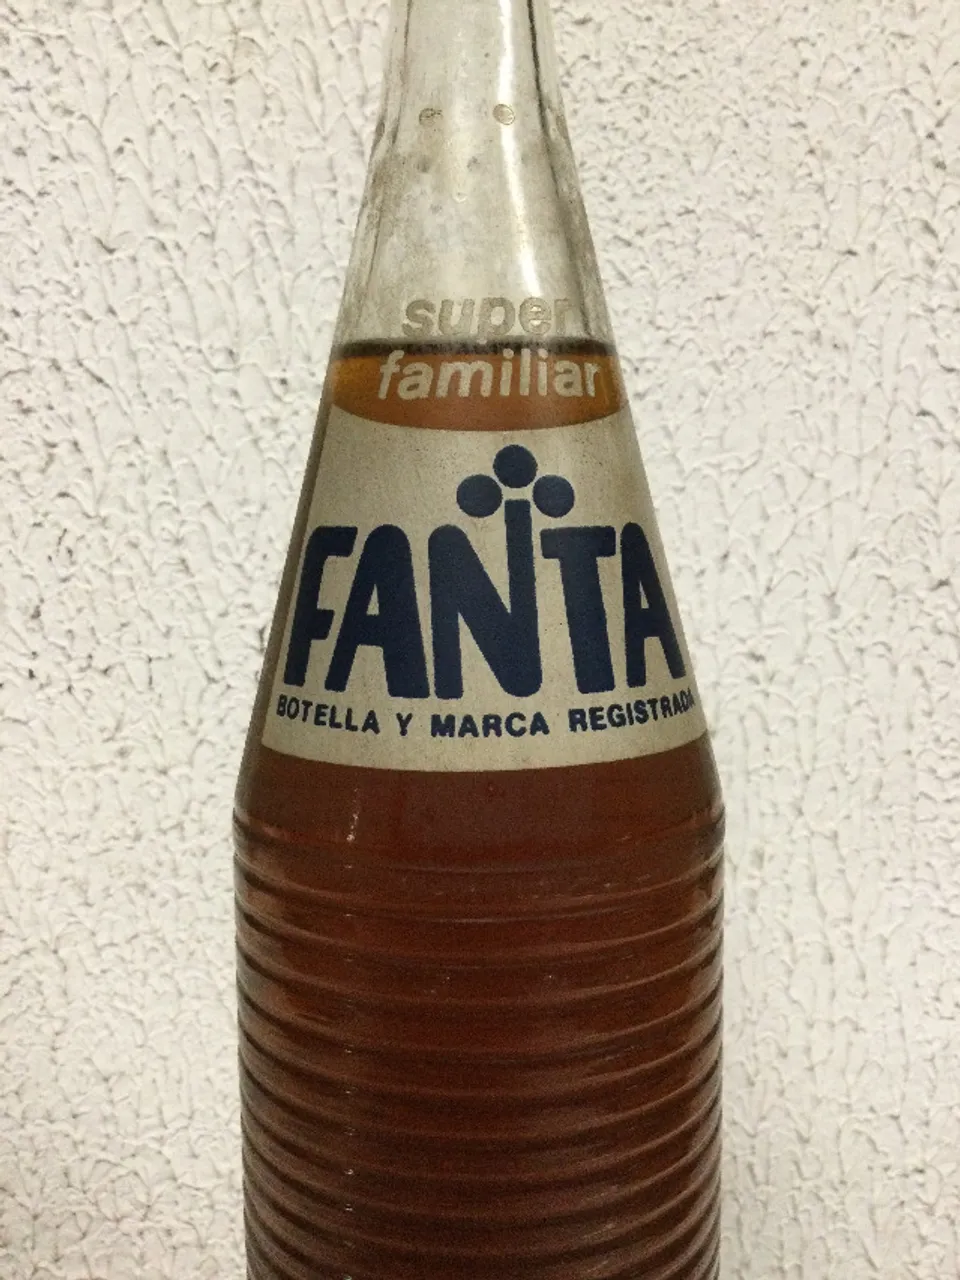 super
familiar
FANTA
BOTELLA Y MARCA REGISTRADA